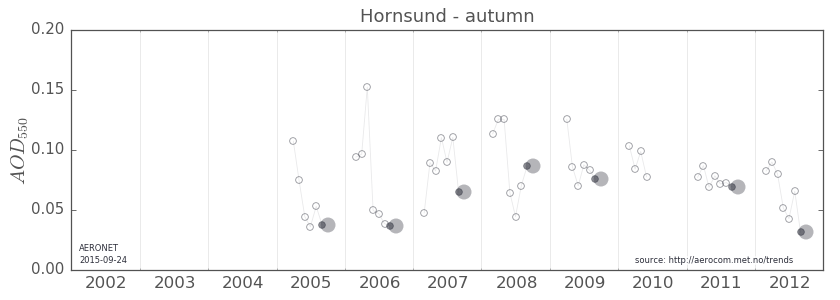 Hornsund - autumn
0.20
0.15
0.10
0.05
0.00
AOD550
AERONET
2015-09-24
source: http://aerocom.met.no/trends
2002 2003 2004 2005 2006 2007 2008 2009 2010 2011 2012